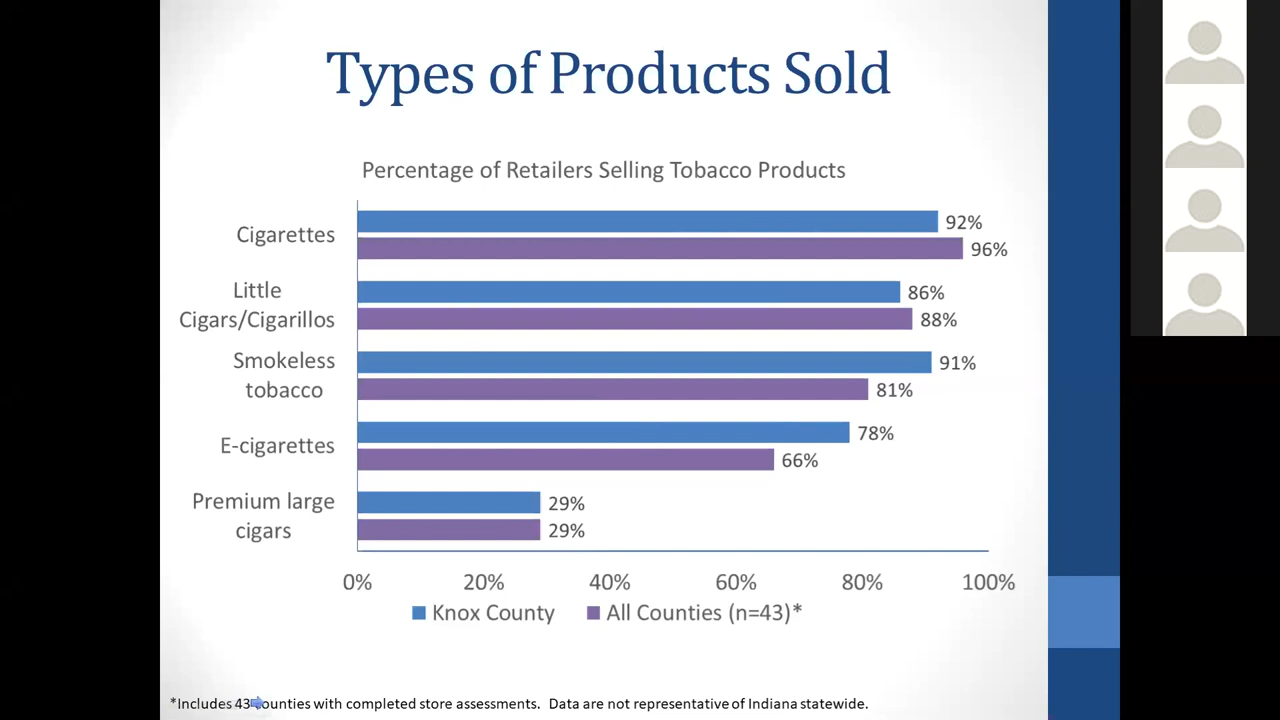 Types of Products Sold
Percentage of Retailers Selling Tobacco Products
Cigarettes
92%
96%
Little
Cigars/Cigarillos
86%
88%
Smokeless
tobacco
91%
81%
E-cigarettes
78%
66%
Premium large
cigars
29%
29%
0% 20% 40% 60% 80% 100%
Knox County All Counties (n=43)*
*Includes 43 counties with completed store assessments. Data are not representative of Indiana statewide.